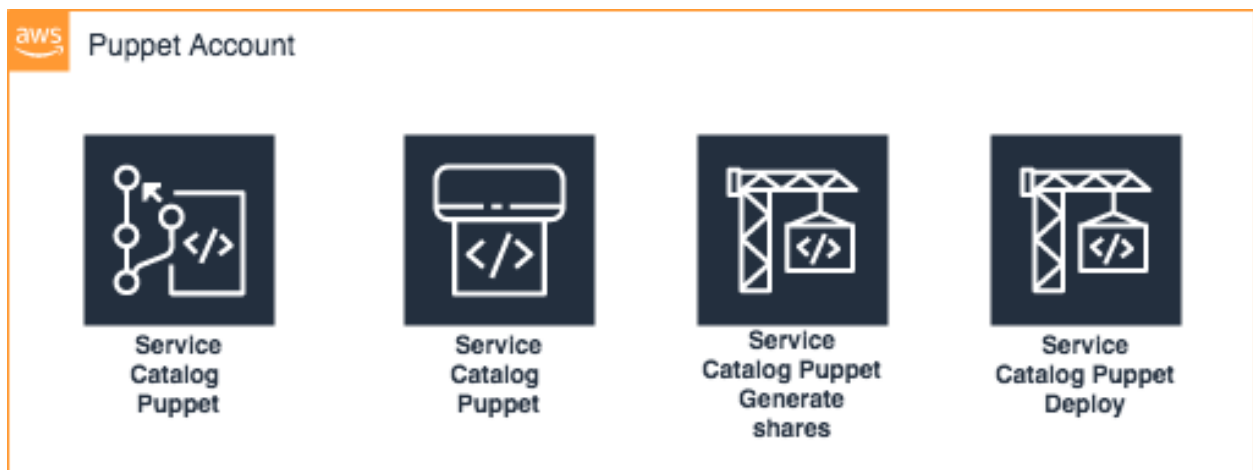 aws
Puppet Account
Service
Catalog
Puppet
Service
Catalog
Puppet
Service
Catalog Puppet
Generate
shares
Service
Catalog Puppet
Deploy